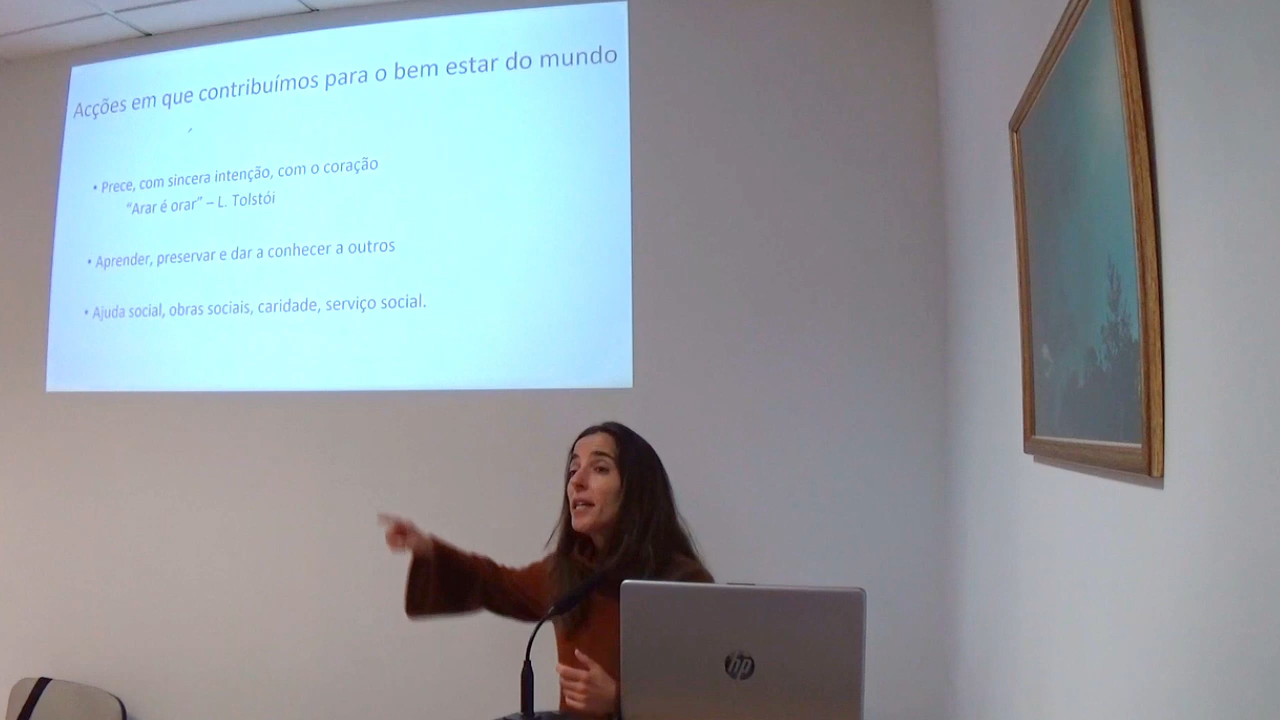 Acções em que contribuímos para o bem estar do mundo
• Prece, com sincera intenção, com o coração
“Arar é orar” – L. Tolstói
• Aprender, preservar e dar a conhecer a outros
• Ajuda social, obras sociais, caridade, serviço social.
hp